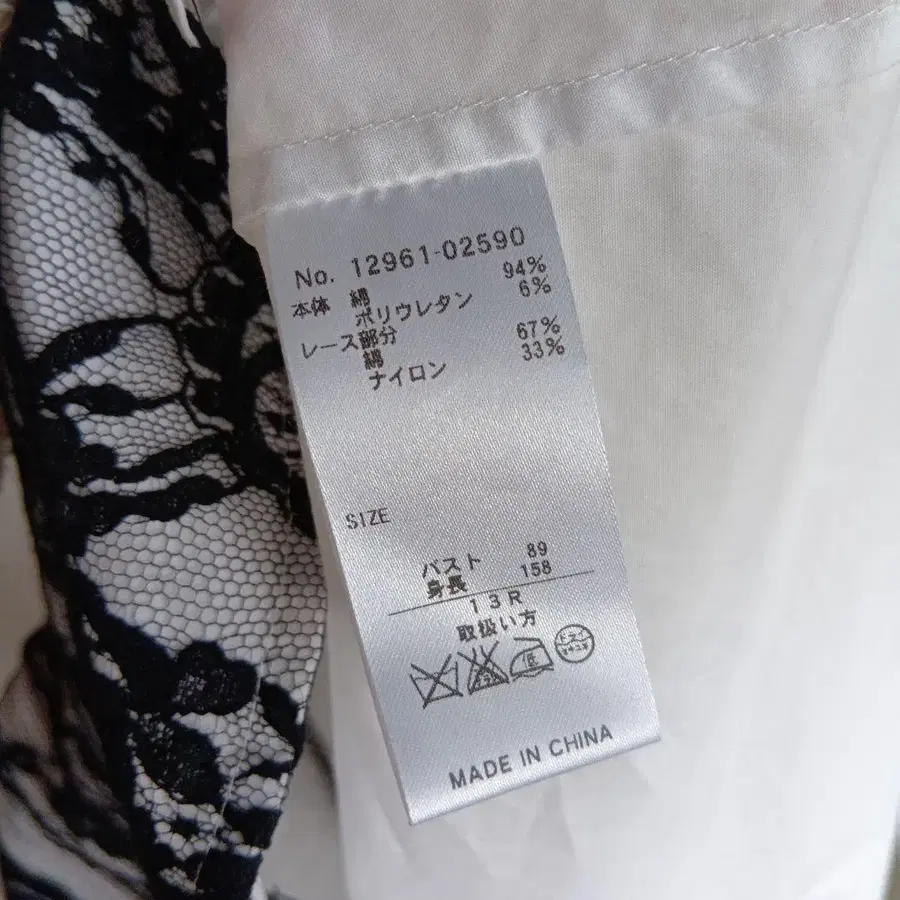 No. 12961-02590
本体 綿 94%
ポリウレタン 6%
レース部分
綿 67%
ナイロン 33%
SIZE
バスト 89
身長 158
13R
取扱い方
MADE IN CHINA